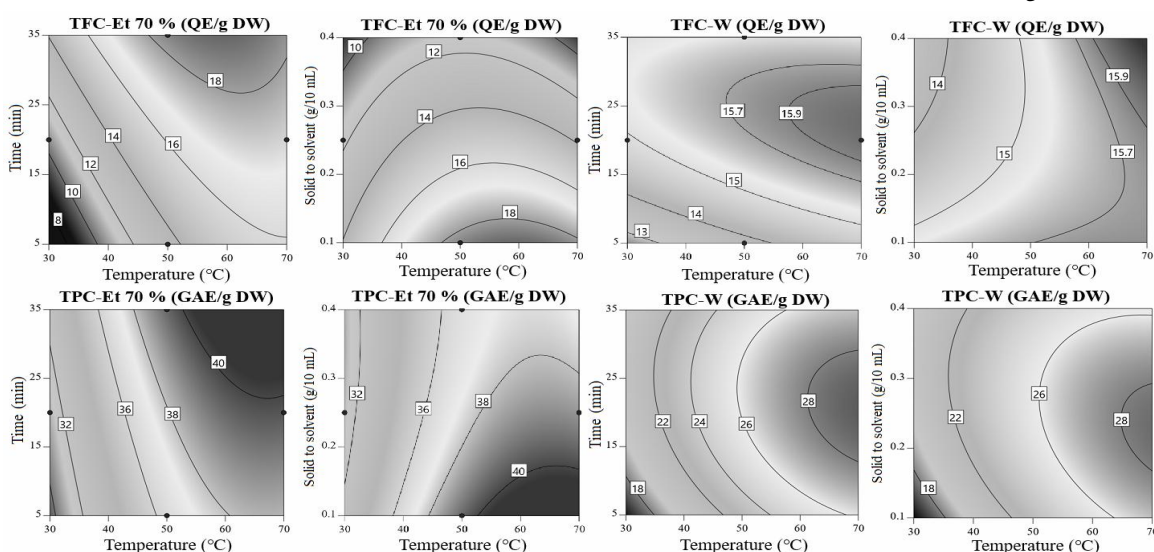 TFC-Et 70 % (QE/g DW)
35
25
15
5
Time (min)
18
16
14
12
10
8
30 40 50 60 70
Temperature (°C)
TFC-Et 70 % (QE/g DW)
0.4
0.3
0.2
0.1
Solid to solvent (g/10 mL)
10
12
14
16
18
30 40 50 60 70
Temperature (°C)
TFC-W (QE/g DW)
35
25
15
5
Time (min)
15.7
15.9
15
14
13
30 40 50 60 70
Temperature (°C)
TFC-W (QE/g DW)
0.4
0.3
0.2
0.1
Solid to solvent (g/10 mL)
14
15.9
15
15.7
30 40 50 60 70
Temperature (°C)
TPC-Et 70 % (GAE/g DW)
35
25
15
5
Time (min)
40
36
38
32
30 40 50 60 70
Temperature (°C)
TPC-Et 70 % (GAE/g DW)
0.4
0.3
0.2
0.1
Solid to solvent (g/10 mL)
32
36
38
40
30 40 50 60 70
Temperature (°C)
TPC-W (GAE/g DW)
35
25
15
5
Time (min)
22
24
26
28
18
30 40 50 60 70
Temperature (°C)
TPC-W (GAE/g DW)
0.4
0.3
0.2
0.1
Solid to solvent (g/10 mL)
22
26
28
18
30 40 50 60 70
Temperature (°C)